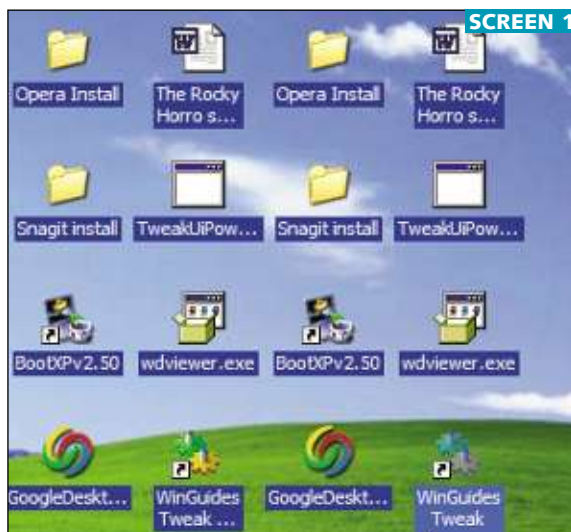 SCREEN 1
Opera Install
The Rocky
Horro s...
Opera Install
The Rocky
Horro s...
Snagit install
TweakUiPow...
Snagit install
TweakUiPow...
BootXPv2.50
wdviewer.exe
BootXPv2.50
wdviewer.exe
GoogleDeskt...
WinGuides
Tweak ...
GoogleDeskt...
WinGuides
Tweak